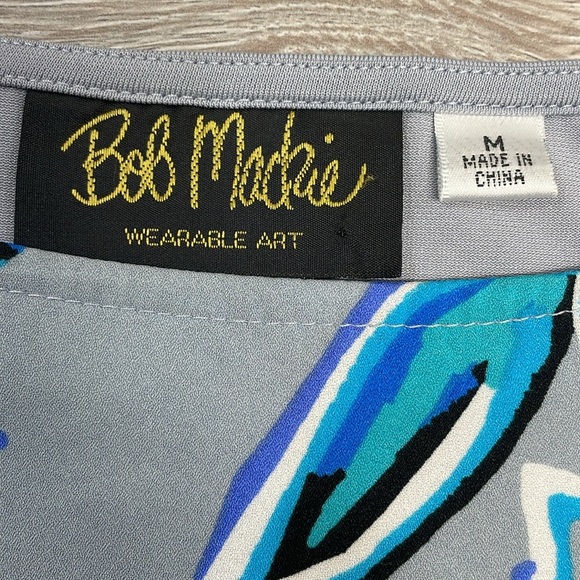 Bob Mackie
WEARABLE ART
M
MADE IN
CHINA